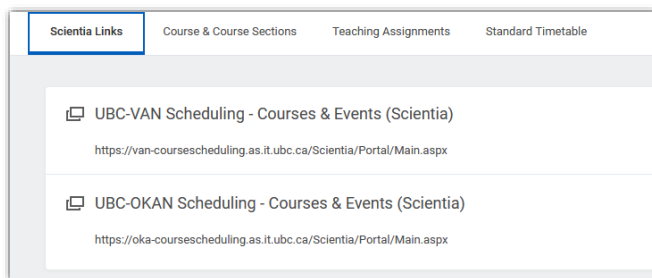 Scientia Links Course & Course Sections Teaching Assignments Standard Timetable
UBC-VAN Scheduling - Courses & Events (Scientia)
https://van-coursescheduling.as.it.ubc.ca/Scientia/Portal/Main.aspx
UBC-OKAN Scheduling - Courses & Events (Scientia)
https://oka-coursescheduling.as.it.ubc.ca/Scientia/Portal/Main.aspx